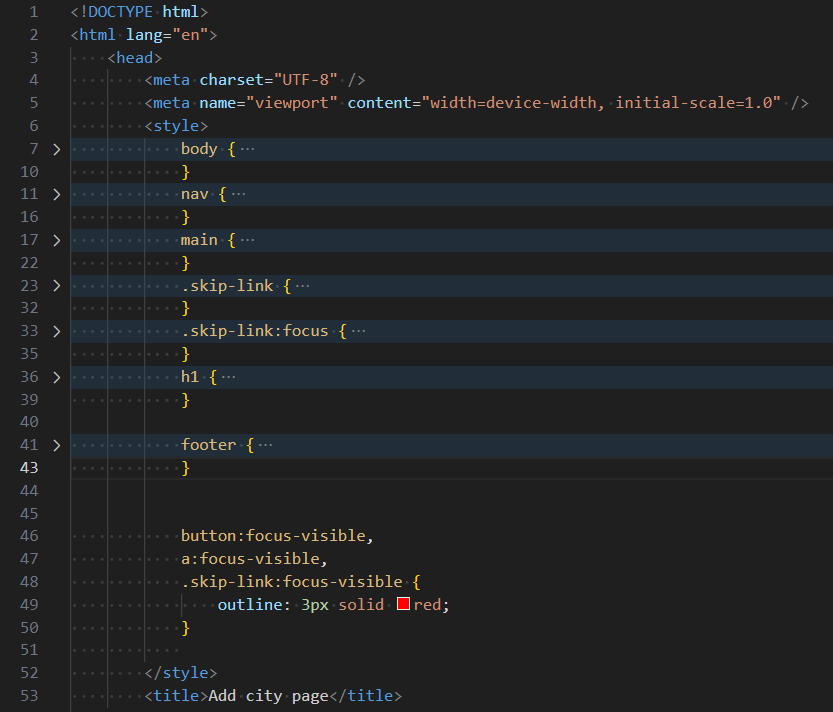 1 <!DOCTYPE html>
2 <html lang="en">
3     <head>
4         <meta charset="UTF-8" />
5         <meta name="viewport" content="width=device-width, initial-scale=1.0" />
6         <style>
7             body { ···
10             }
11             nav { ···
16             }
17             main { ···
22             }
23             .skip-link { ···
32             }
33             .skip-link:focus { ···
35             }
36             h1 { ···
39             }
40
41             footer { ···
43             }
44
45
46             button:focus-visible,
47             a:focus-visible,
48             .skip-link:focus-visible {
49                 outline: 3px solid red;
50             }
51
52         </style>
53         <title>Add city page</title>